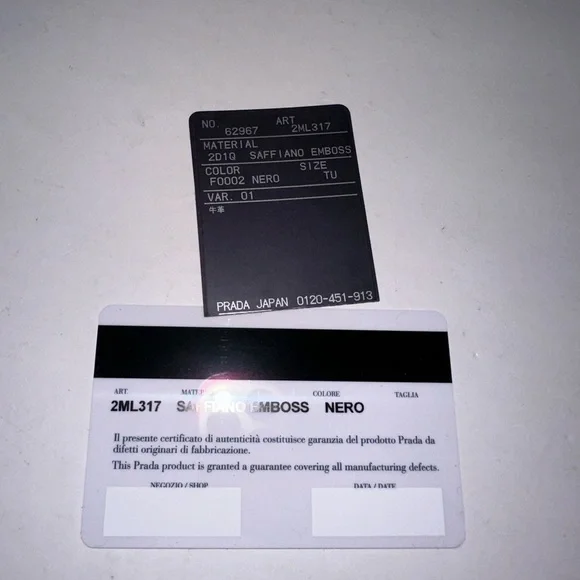 NO. ART
62967 2ML317
MATERIAL
2D1Q SAFFIANO EMBOSS
COLOR SIZE
F0002 NERO TU
VAR. 01
牛革
PRADA JAPAN 0120-451-913
ART COLORE TAGLIA
2ML317 SAFFIANO EMBOSS NERO
Il presente certificato di autenticità costituisce garanzia del prodotto Prada da
difetti originari di fabbricazione.
This Prada product is granted a guarantee covering all manufacturing defects.
NEGOZIO / SHOP DATA / DATE